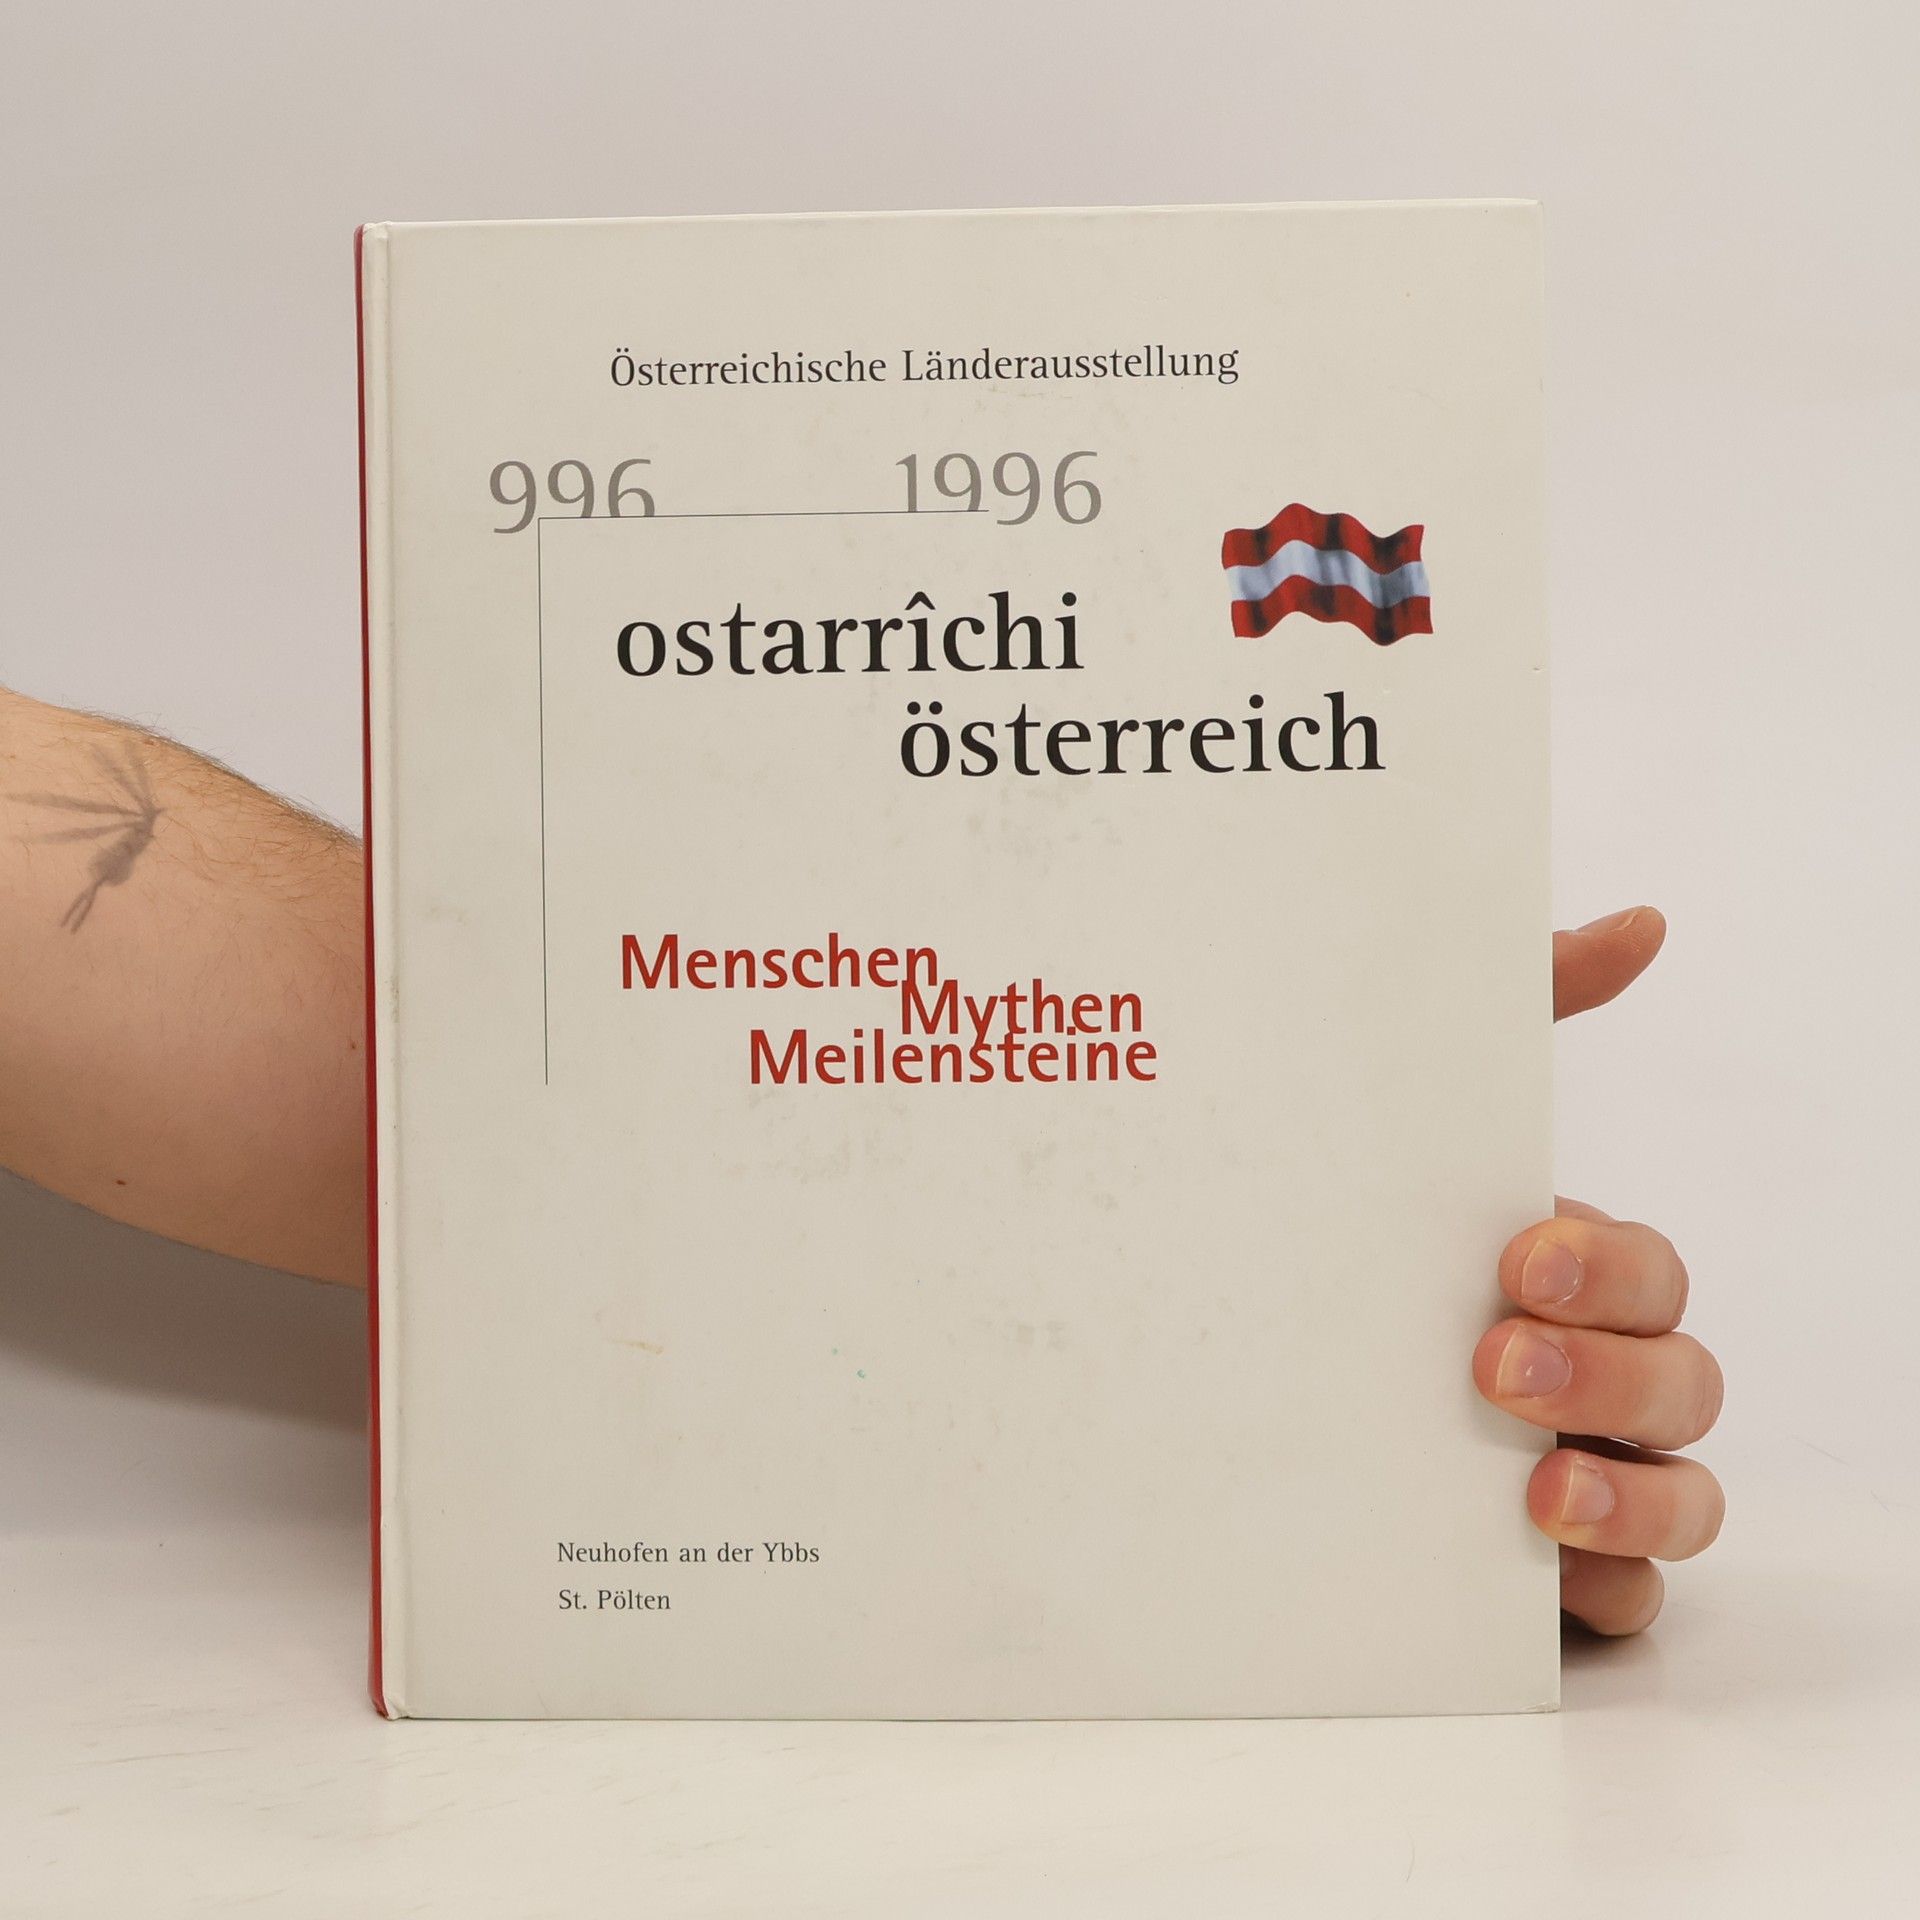 Österreichische Länderausstellung
996 1996
ostarrîchi
österreich
Menschen
Mythen
Meilensteine
Neuhofen an der Ybbs
St. Pölten